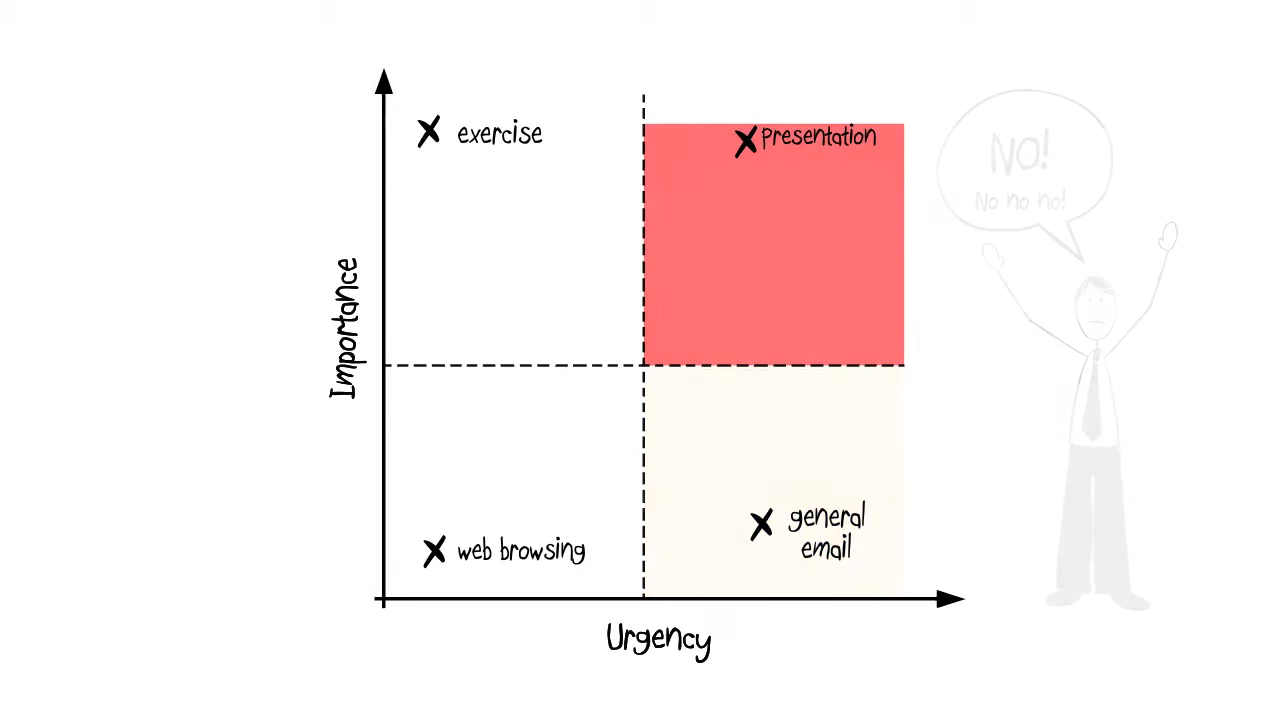 exercise
Presentation
NO!
No no no!
Importance
web browsing
general
email
Urgency